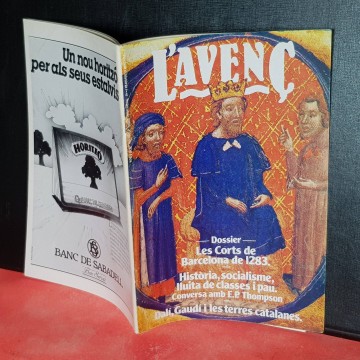 Un nou horitzó
per als seus estalvis
HORITZÓ
BANC DE SABADELL
L'AVENÇ
Dossier
Les Corts de
Barcelona de 1283.
Història, socialisme,
lluita de classes i pau.
Conversa amb E.P. Thompson
Dalí, Gaudí i les terres catalanes.